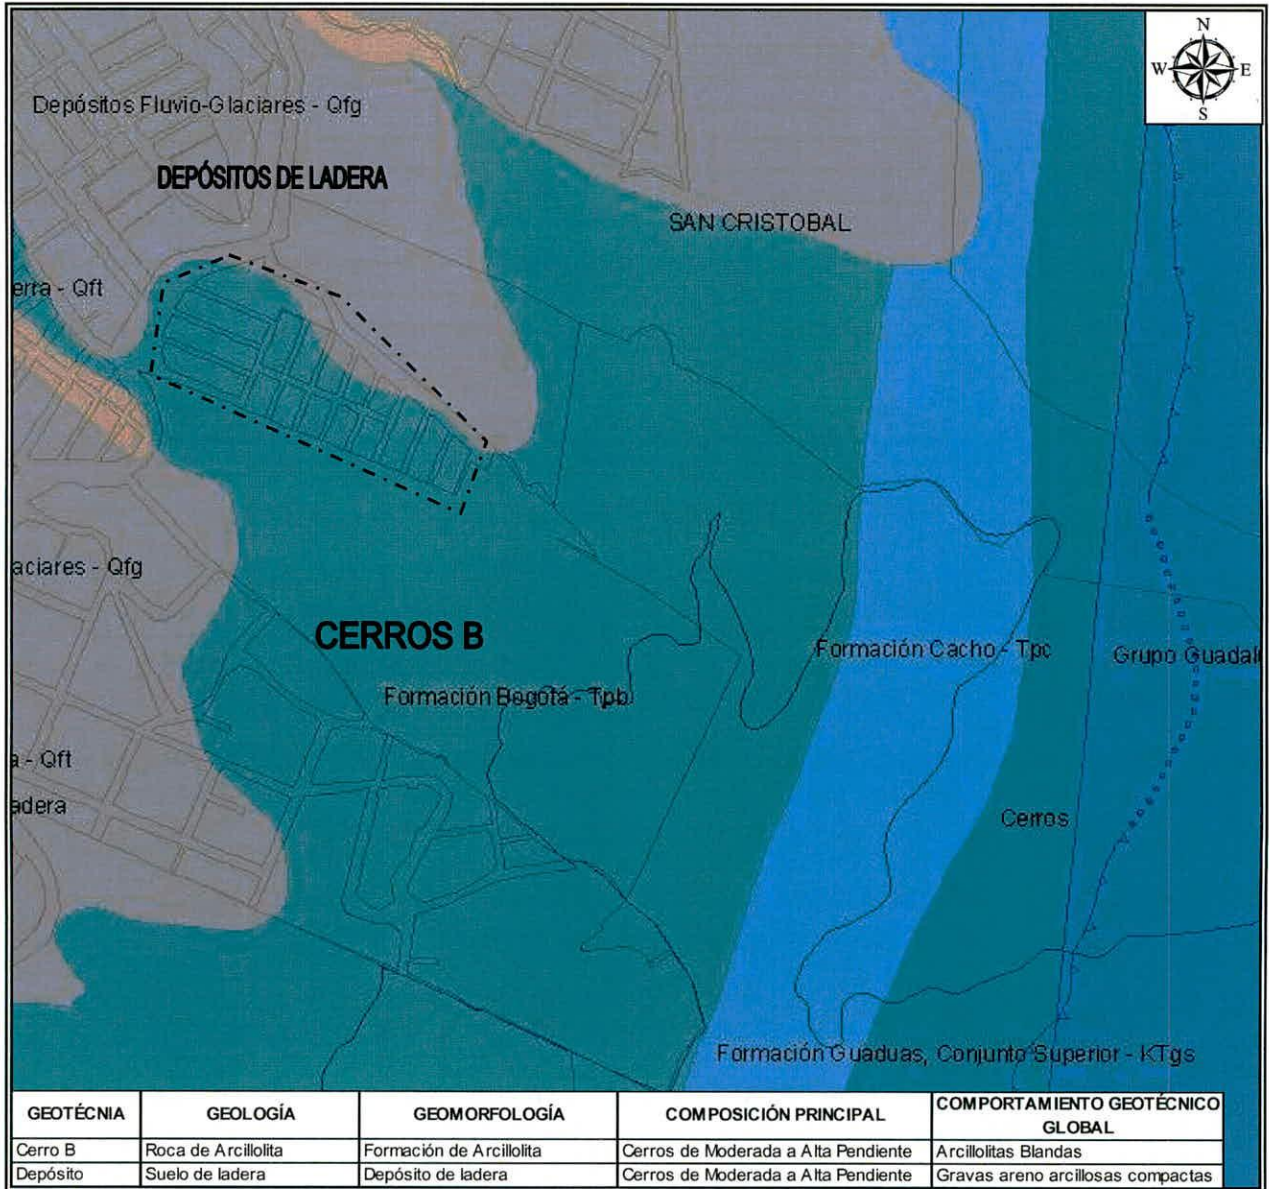 N
W E
S
Depósitos Fluvio-Glaciares - Qfg
DEPÓSITOS DE LADERA
SAN CRISTOBAL
erra - Qft
aciares - Qfg
CERROS B
Formación Cacho - Tpc
Grupo Guadal
Formación Bogotá - Tpb
a - Qft
adera
Cerros
Formación Guaduas, Conjunto Superior - KTgs
GEOTÉCNIA GEOLOGÍA GEOMORFOLOGÍA COMPOSICIÓN PRINCIPAL COMPORTAMIENTO GEOTÉCNICO GLOBAL
Cerro B Roca de Arcillolita Formación de Arcillolita Cerros de Moderada a Alta Pendiente Arcillolitas Blandas
Depósito Suelo de ladera Depósito de ladera Cerros de Moderada a Alta Pendiente Gravas areno arcillosas compactas